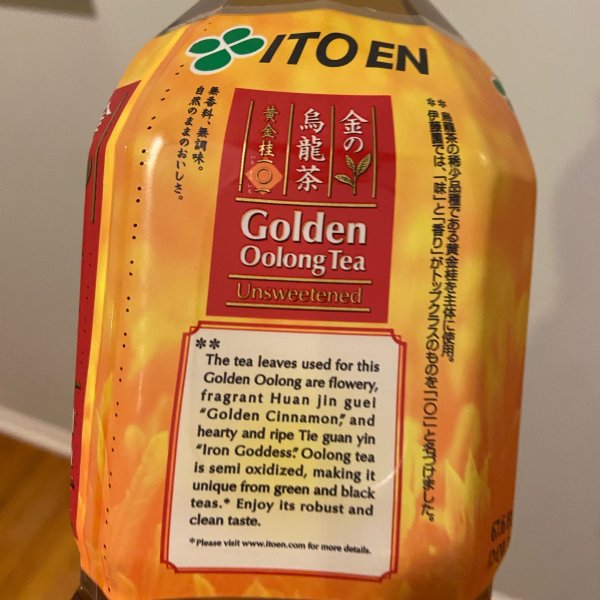 ITO EN
無香料、無調味。
自然のままのおいしさ。
金の
烏龍茶
黄金桂
Golden
Oolong Tea
Unsweetened
**烏龍茶の稀少品種である黄金桂を主体に使用。
伊藤園では、「味」と「香り」がトップクラスのものを「一〇一」と名づけました。
**
The tea leaves used for this
Golden Oolong are flowery,
fragrant Huan jin guei
"Golden Cinnamon," and
hearty and ripe Tie guan yin
"Iron Goddess." Oolong tea
is semi oxidized, making it
unique from green and black
teas.* Enjoy its robust and
clean taste.
*Please visit www.itoen.com for more details.